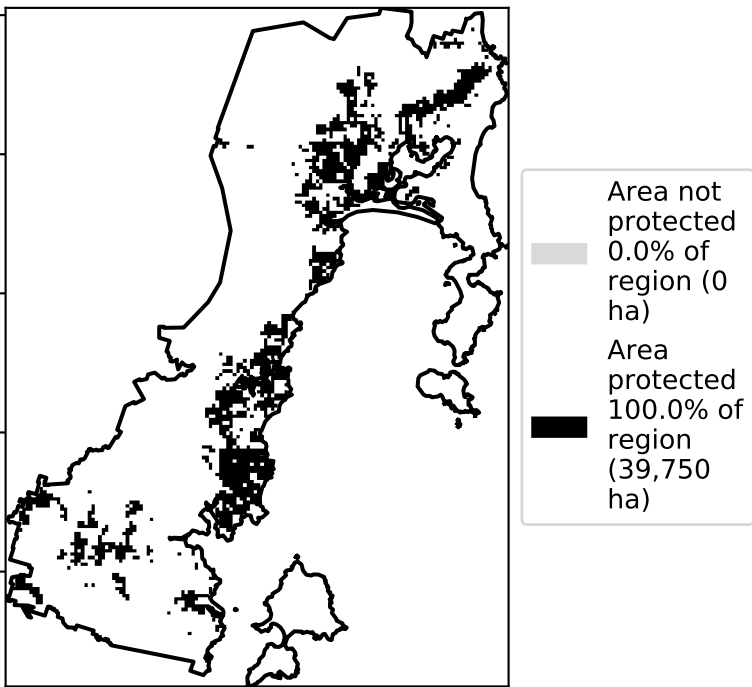 Area not
protected
0.0% of
region (0
ha)
Area
protected
100.0% of
region
(39,750
ha)